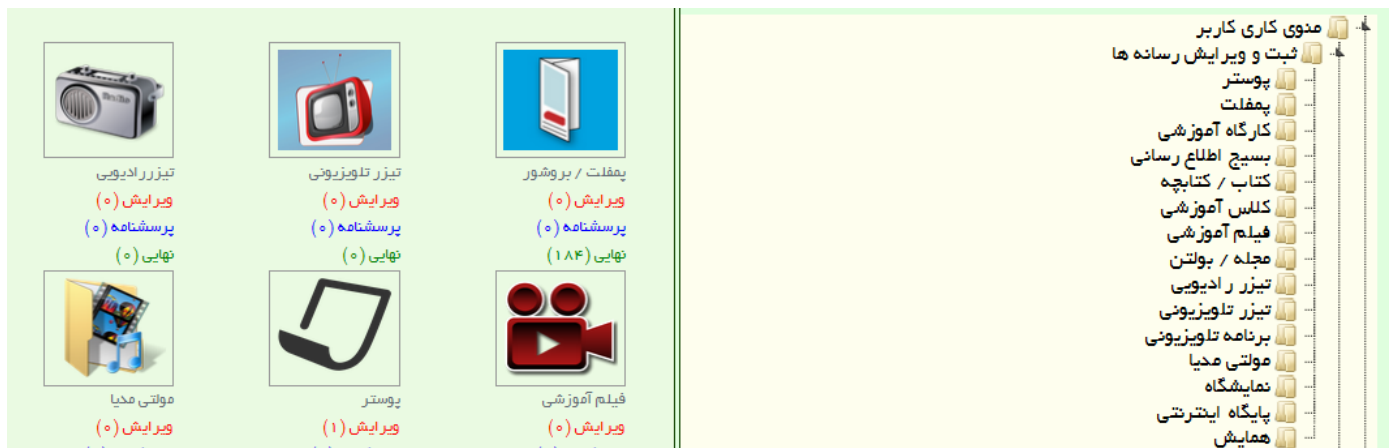 منوی کاری کاربر
ثبت و ویرایش رسانه ها
پوستر
پمفلت
کارگاه آموزشی
بسیج اطلاع رسانی
کتاب / کتابچه
کلاس آموزشی
فیلم آموزشی
مجله / بولتن
تیزر رادیویی
تیزر تلویزیونی
برنامه تلویزیونی
مولتی مدیا
نمایشگاه
پایگاه اینترنتی
همایش
پمفلت / بروشور
ویرایش (۰)
پرسشنامه (۰)
نهایی (۱۸۴)
تیزر تلویزیونی
ویرایش (۰)
پرسشنامه (۰)
نهایی (۰)
تیزررادیویی
ویرایش (۰)
پرسشنامه (۰)
نهایی (۰)
فیلم آموزشی
ویرایش (۰)
پوستر
ویرایش (۱)
مولتی مدیا
ویرایش (۰)